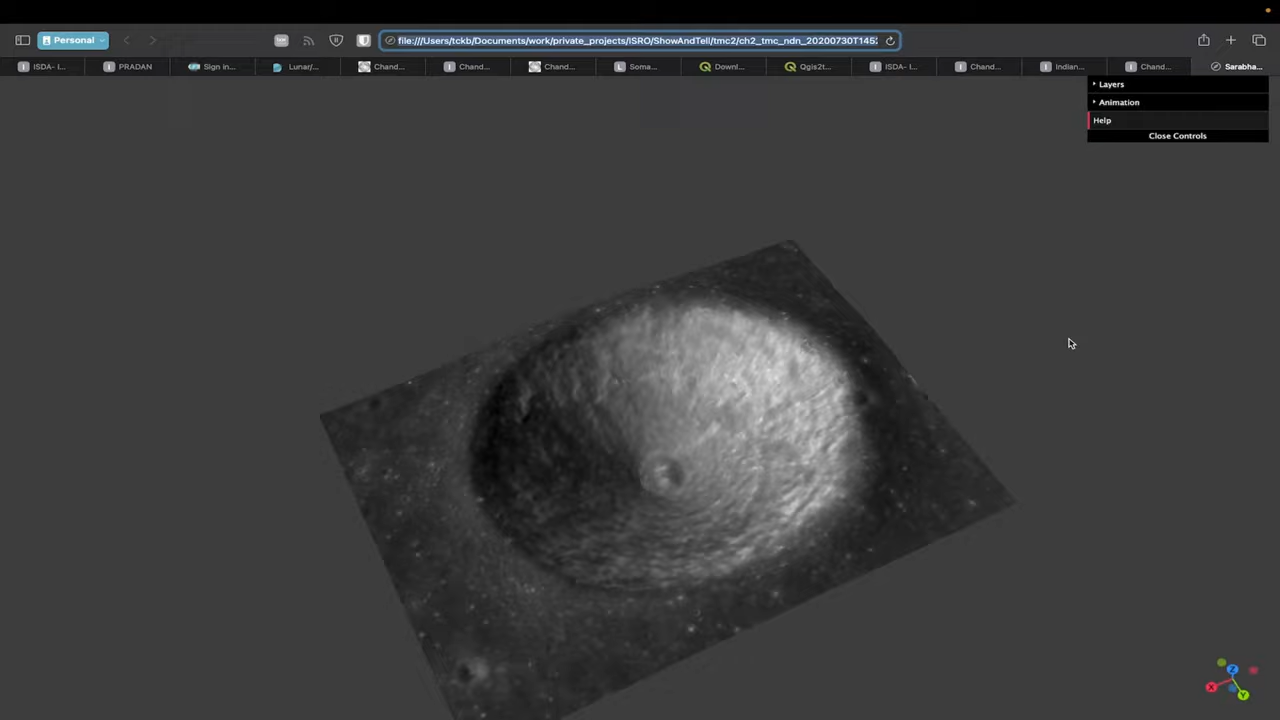 Personal
file:///Users/tckb/Documents/work/private_projects/ISRO/ShowAndTell/tmc2/ch2_tmc_ndn_20200730T1452
ISDA- I... PRADAN Sign in... Lunar/... Chand... Chand... Chand... Soma... Downl... Qgis2t... ISDA- I... Chand... Indian... Chand... Sarabha...
Layers
Animation
Help
Close Controls
Z
X
Y